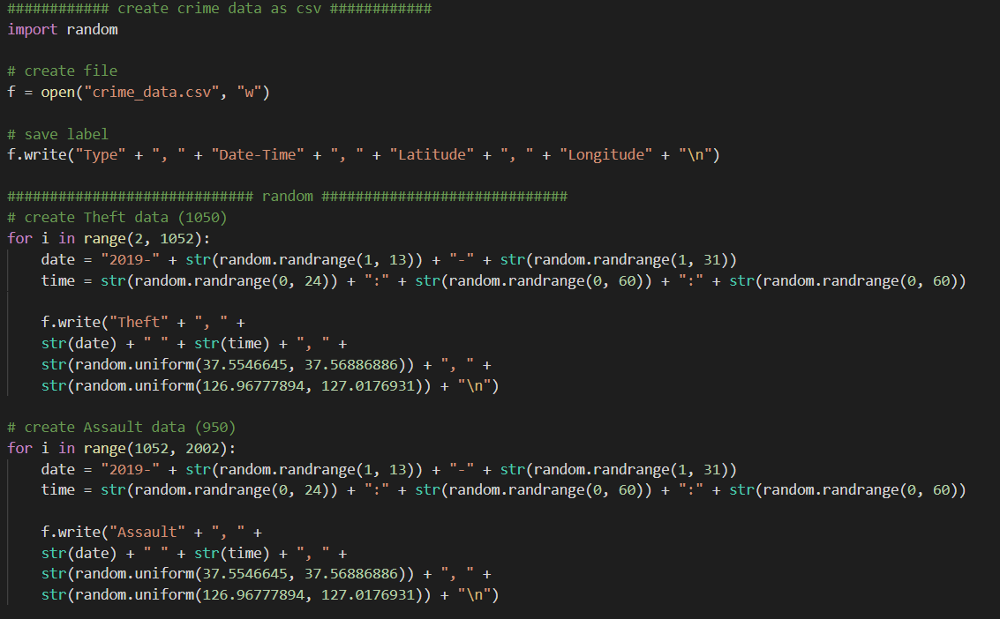 ############ create crime data as csv ############
import random
# create file
f = open("crime_data.csv", "w")
# save label
f.write("Type" + ", " + "Date-Time" + ", " + "Latitude" + ", " + "Longitude" + "\n")
############################# random #############################
# create Theft data (1050)
for i in range(2, 1052):
    date = "2019-" + str(random.randrange(1, 13)) + "-" + str(random.randrange(1, 31))
    time = str(random.randrange(0, 24)) + ":" + str(random.randrange(0, 60)) + ":" + str(random.randrange(0, 60))
    f.write("Theft" + ", " +
    str(date) + " " + str(time) + ", " +
    str(random.uniform(37.5546645, 37.56886886)) + ", " +
    str(random.uniform(126.96777894, 127.0176931)) + "\n")
# create Assault data (950)
for i in range(1052, 2002):
    date = "2019-" + str(random.randrange(1, 13)) + "-" + str(random.randrange(1, 31))
    time = str(random.randrange(0, 24)) + ":" + str(random.randrange(0, 60)) + ":" + str(random.randrange(0, 60))
    f.write("Assault" + ", " +
    str(date) + " " + str(time) + ", " +
    str(random.uniform(37.5546645, 37.56886886)) + ", " +
    str(random.uniform(126.96777894, 127.0176931)) + "\n")